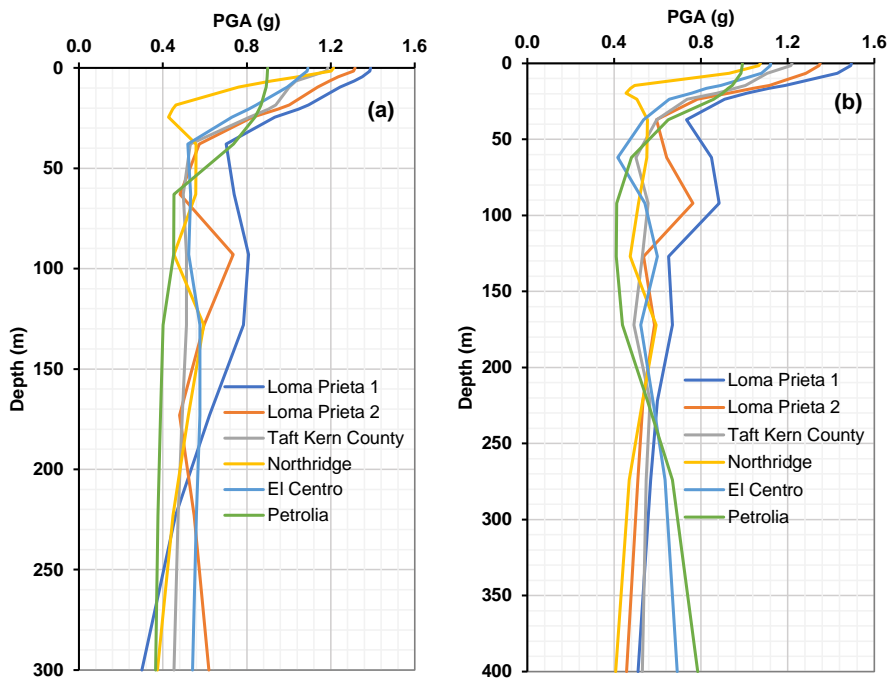 PGA (g)
0.0 0.4 0.8 1.2 1.6
0
50
100
150
200
250
300
Depth (m)
(a)
Loma Prieta 1
Loma Prieta 2
Taft Kern County
Northridge
El Centro
Petrolia
PGA (g)
0.0 0.4 0.8 1.2 1.6
0
50
100
150
200
250
300
350
400
Depth (m)
(b)
Loma Prieta 1
Loma Prieta 2
Taft Kern County
Northridge
El Centro
Petrolia